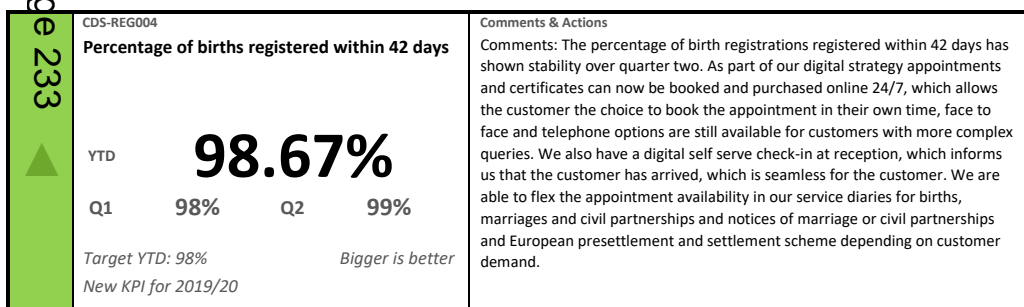 ge 233
CDS-REG004
Percentage of births registered within 42 days
YTD 98.67%
Q1 98% Q2 99%
Target YTD: 98% Bigger is better
New KPI for 2019/20
Comments & Actions
Comments: The percentage of birth registrations registered within 42 days has
shown stability over quarter two. As part of our digital strategy appointments
and certificates can now be booked and purchased online 24/7, which allows
the customer the choice to book the appointment in their own time, face to
face and telephone options are still available for customers with more complex
queries. We also have a digital self serve check-in at reception, which informs
us that the customer has arrived, which is seamless for the customer. We are
able to flex the appointment availability in our service diaries for births,
marriages and civil partnerships and notices of marriage or civil partnerships
and European presettlement and settlement scheme depending on customer
demand.